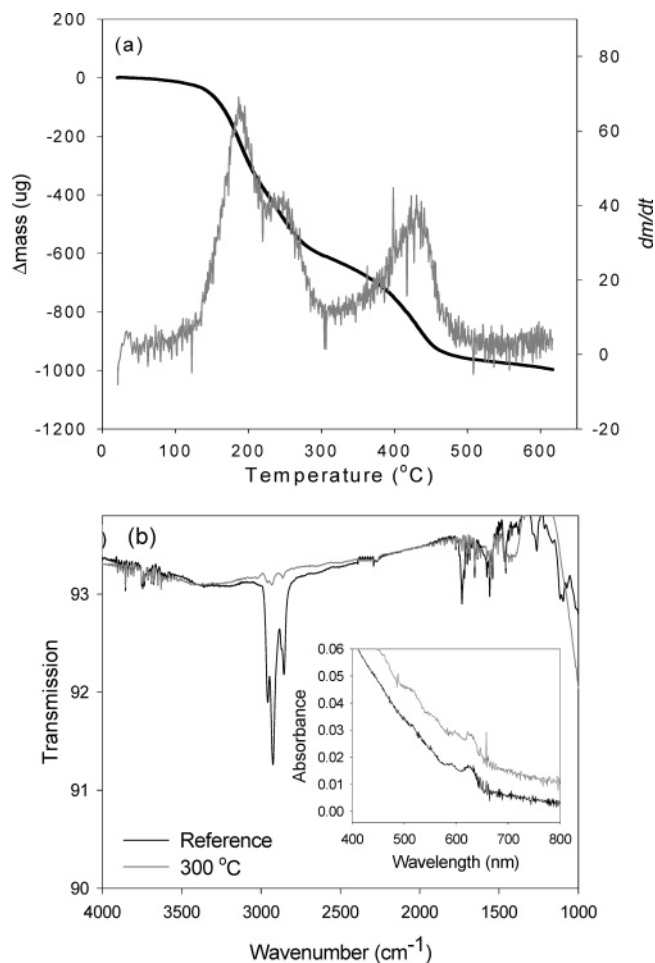 (a)
200
0
-200
-400
-600
-800
-1000
-1200
Δmass (ug)
80
60
40
20
0
-20
dm/dt
0 100 200 300 400 500 600
Temperature (°C)
(b)
)
93
92
91
90
Transmission
0.06
0.05
0.04
0.03
0.02
0.01
0.00
Absorbance
400 500 600 700 800
Wavelength (nm)
Reference
300 °C
4000 3500 3000 2500 2000 1500 1000
Wavenumber (cm⁻¹)